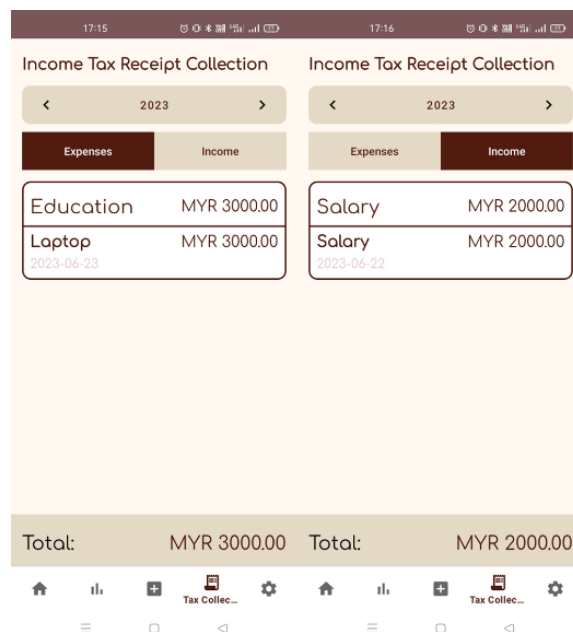 17:15
Income Tax Receipt Collection
2023
Expenses Income
Education MYR 3000.00
Laptop MYR 3000.00
2023-06-23
Total: MYR 3000.00
Tax Collec...
17:16
Income Tax Receipt Collection
2023
Expenses Income
Salary MYR 2000.00
Salary MYR 2000.00
2023-06-22
Total: MYR 2000.00
Tax Collec...